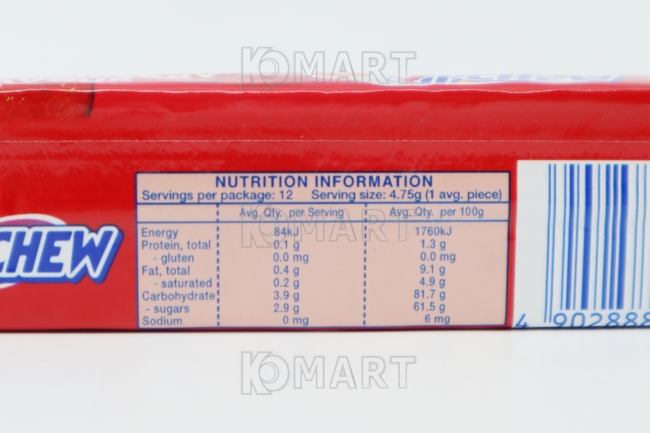 KOMART
NUTRITION INFORMATION
Servings per package: 12 Serving size: 4.75g (1 avg. piece)
Avg. Qty. per Serving Avg. Qty. per 100g
Energy 84kJ 1760kJ
Protein, total 0.1 g 1.3 g
- gluten 0.0 mg 0.0 mg
Fat, total 0.4 g 9.1 g
- saturated 0.2 g 4.9 g
Carbohydrate 3.9 g 81.7 g
- sugars 2.9 g 61.5 g
Sodium 0 mg 6 mg
CHEW
4 902888
KOMART
KOMART